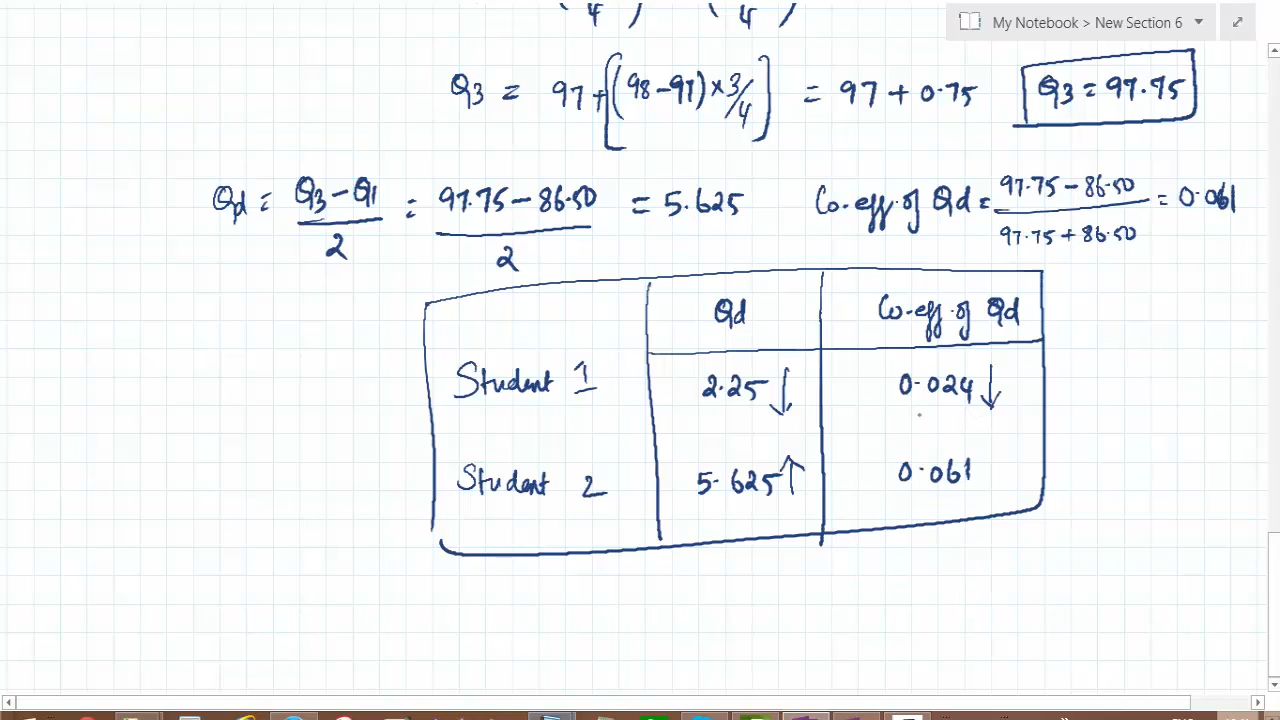 My Notebook > New Section 6
4 ) 4 )
Q3 = 97 + [(98 - 97) × 3/4] = 97 + 0.75 Q3 = 97.75
Qd = Q3 - Q1 / 2 = 97.75 - 86.50 / 2 = 5.625 Co-eff. of Qd = 97.75 - 86.50 / 97.75 + 86.50 = 0.061
Qd Co-eff. of Qd
Student 1 2.25 ↓ 0.024 ↓
Student 2 5.625 ↑ 0.061